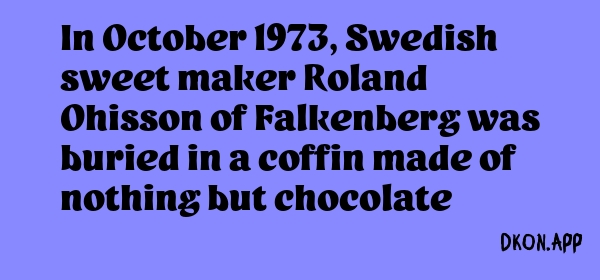 In October 1973, Swedish
sweet maker Roland
Ohisson of Falkenberg was
buried in a coffin made of
nothing but chocolate
DKON.APP